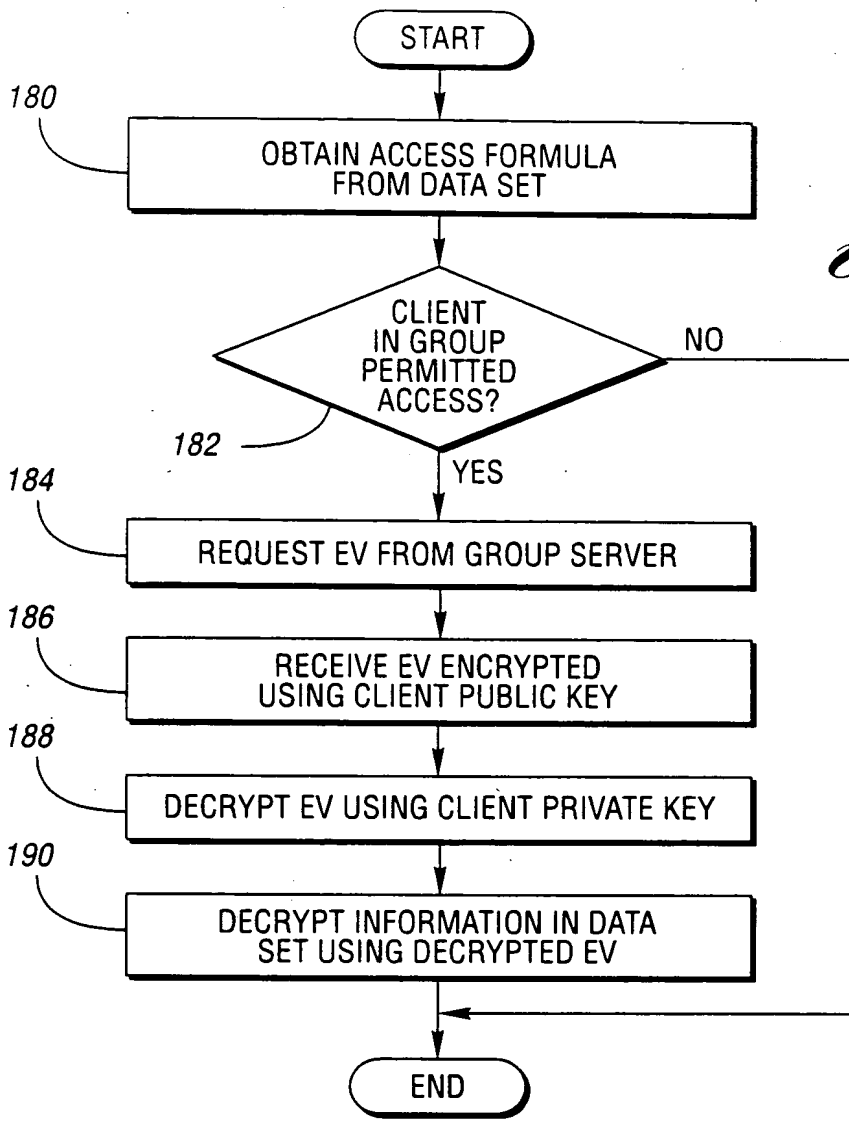 START
180
OBTAIN ACCESS FORMULA
FROM DATA SET
CLIENT
IN GROUP
PERMITTED
ACCESS?
NO
182
YES
184
REQUEST EV FROM GROUP SERVER
186
RECEIVE EV ENCRYPTED
USING CLIENT PUBLIC KEY
188
DECRYPT EV USING CLIENT PRIVATE KEY
190
DECRYPT INFORMATION IN DATA
SET USING DECRYPTED EV
END